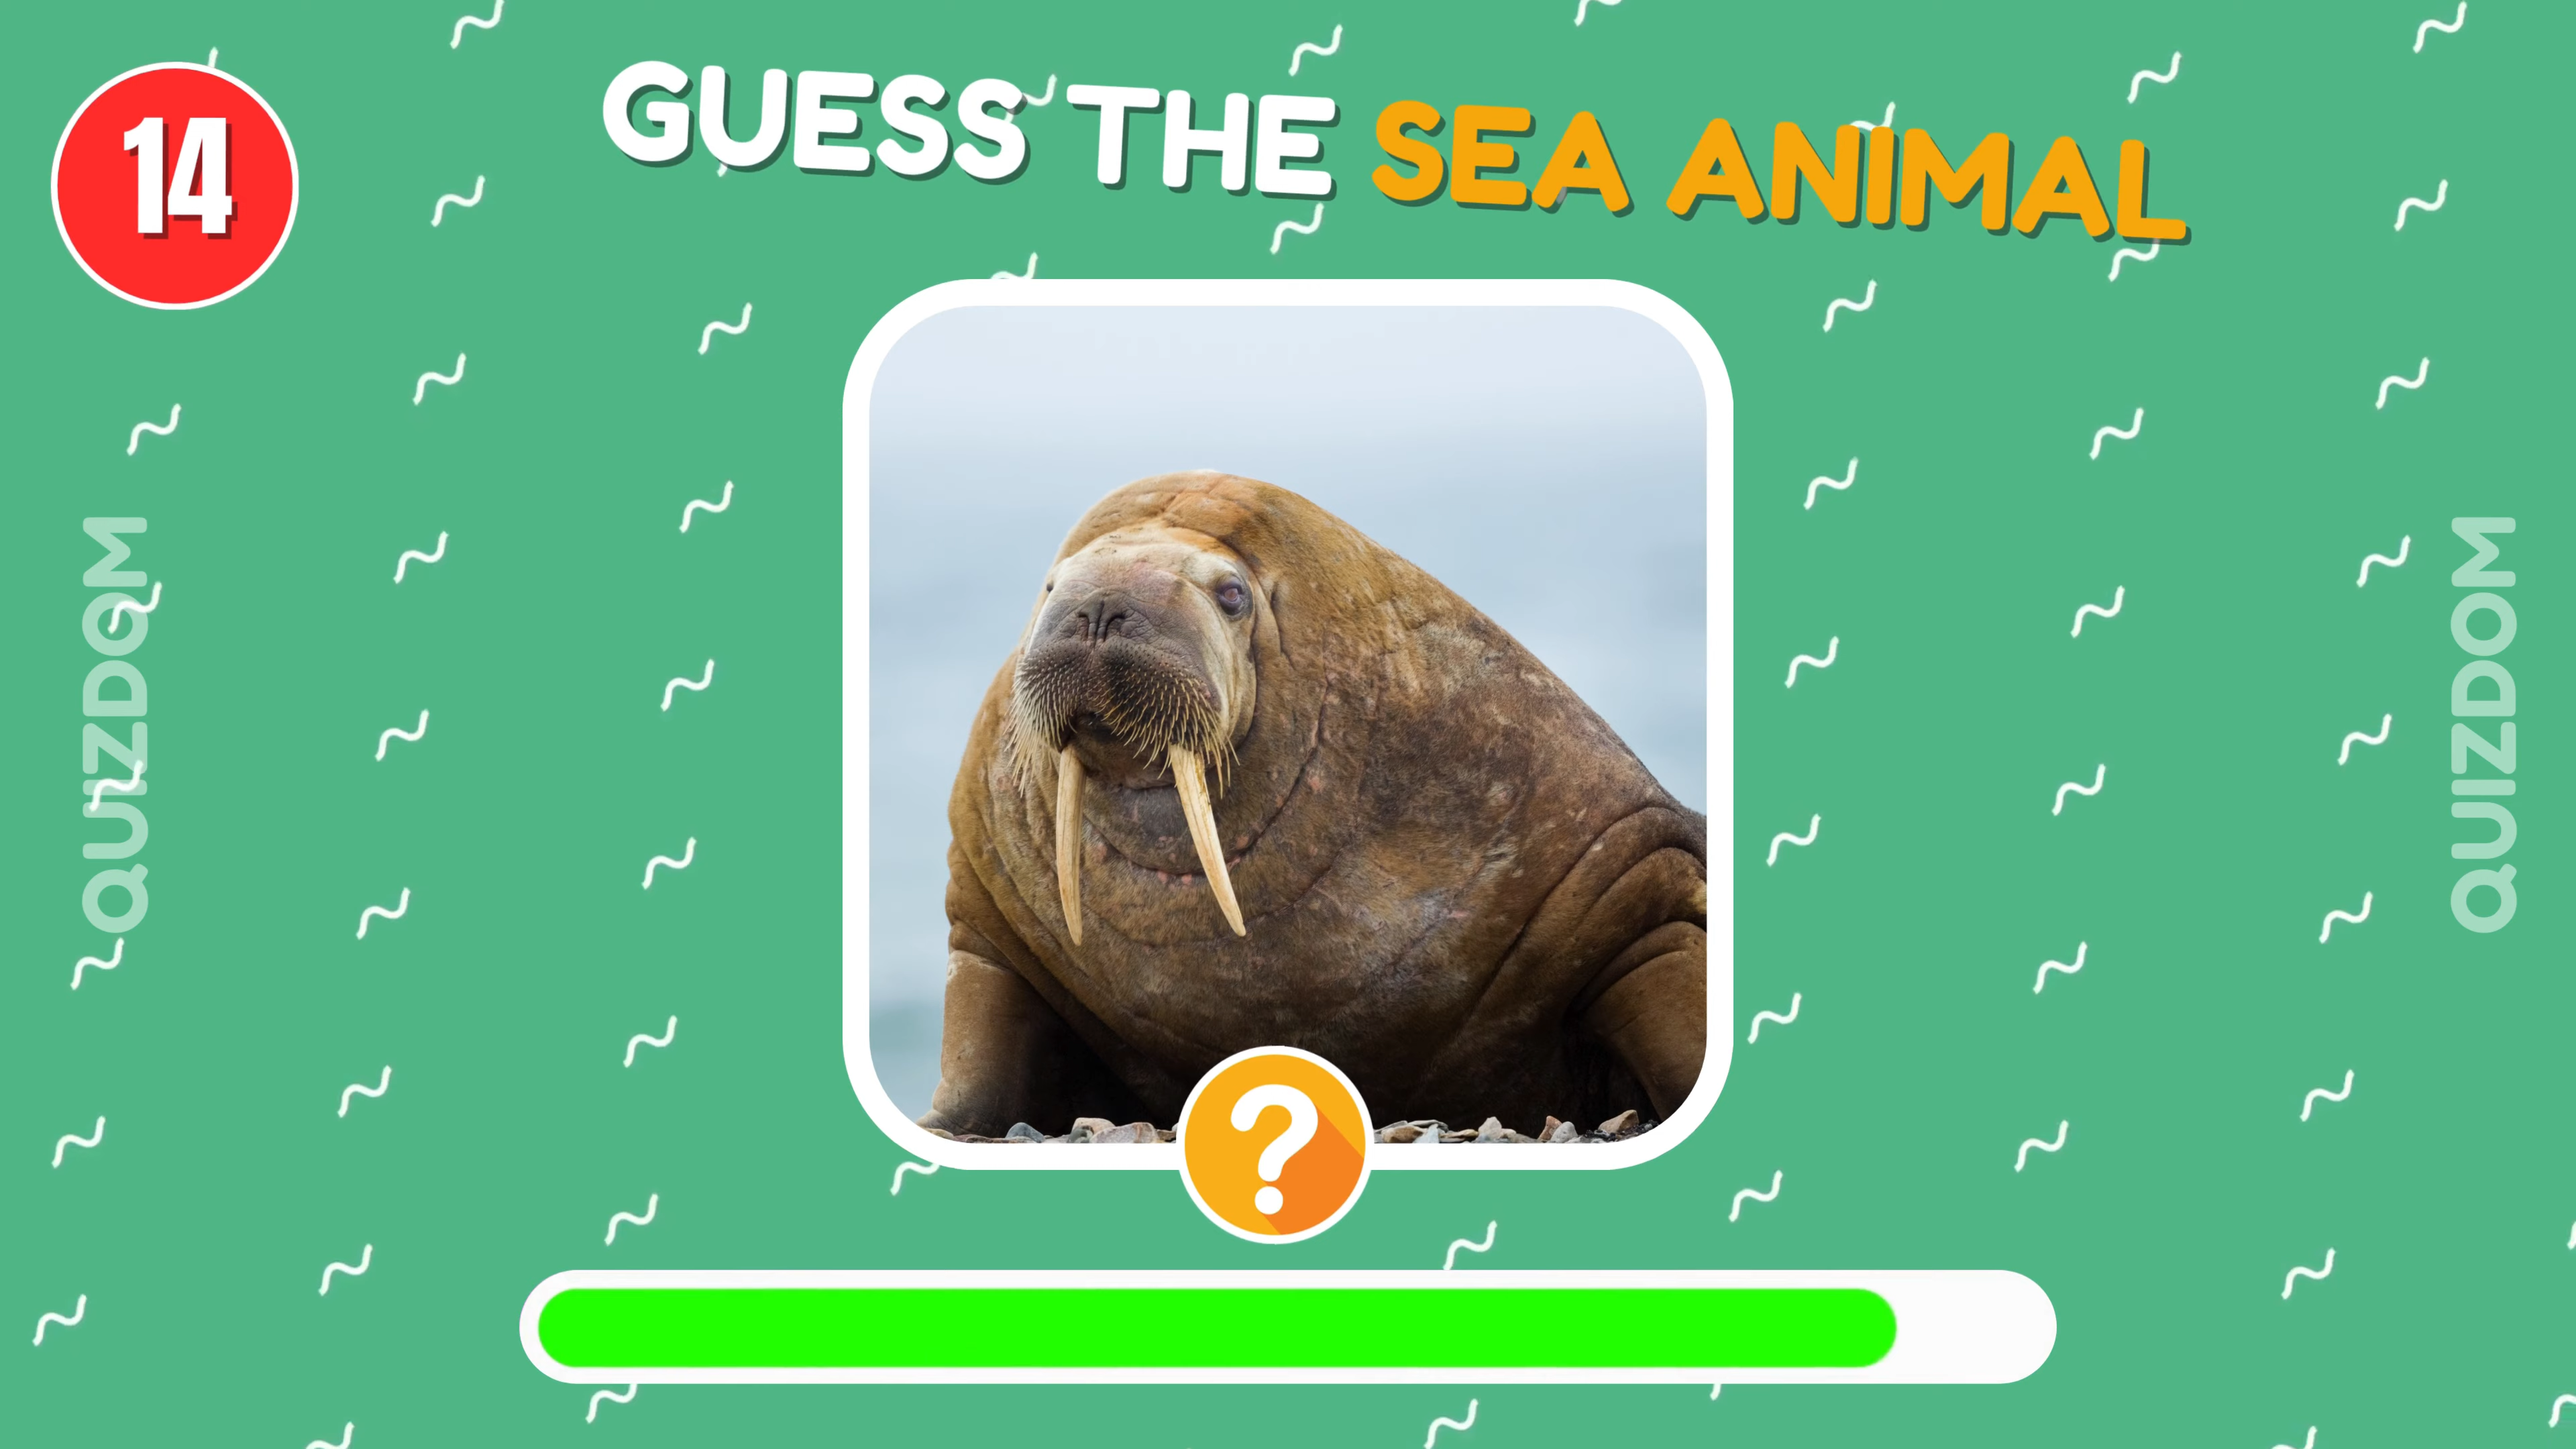 14
GUESS THE SEA ANIMAL
QUIZDOM
QUIZDOM
?